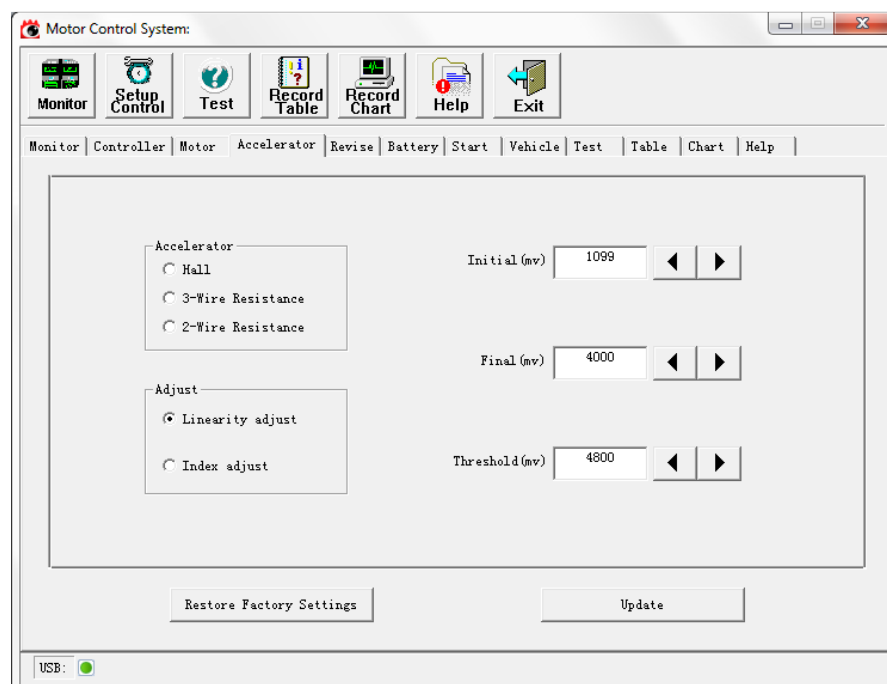 Motor Control System:
Monitor
Setup
Control
Test
Record
Table
Record
Chart
Help
Exit
Monitor Controller Motor Accelerator Revise Battery Start Vehicle Test Table Chart Help
Accelerator
Hall
3-Wire Resistance
2-Wire Resistance
Adjust
Linearity adjust
Index adjust
Initial(mv) 1099
Final(mv) 4000
Threshold(mv) 4800
Restore Factory Settings
Update
USB: